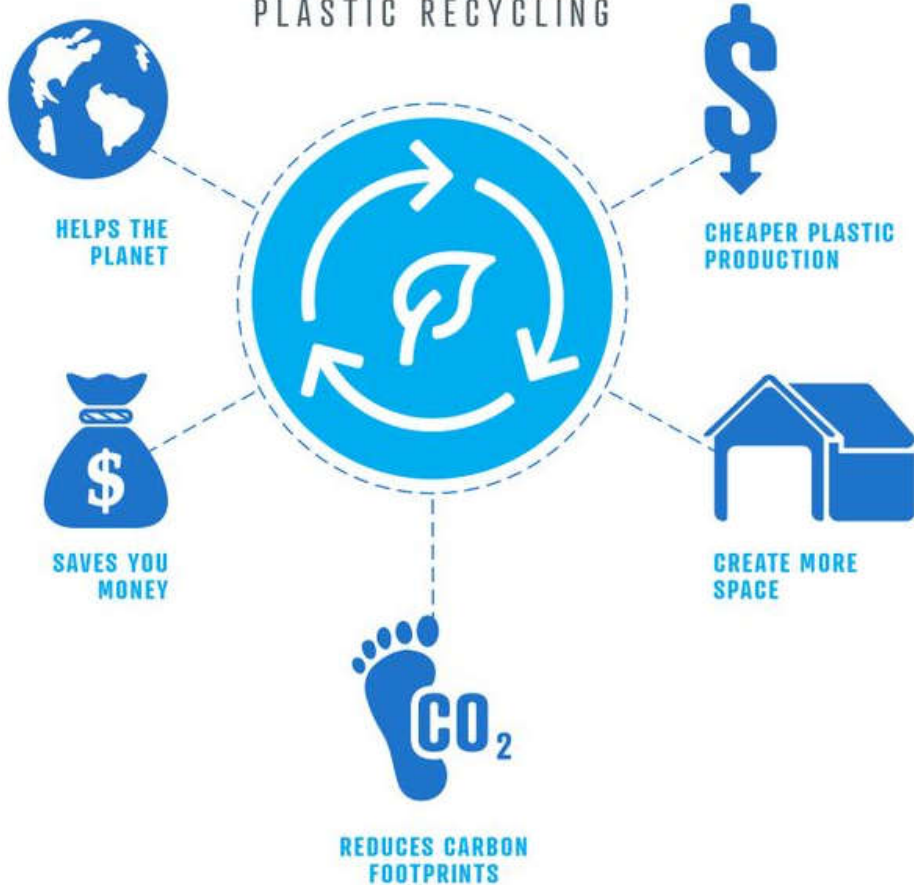 PLASTIC RECYCLING
HELPS THE
PLANET
CHEAPER PLASTIC
PRODUCTION
$
SAVES YOU
MONEY
CREATE MORE
SPACE
CO₂
REDUCES CARBON
FOOTPRINTS